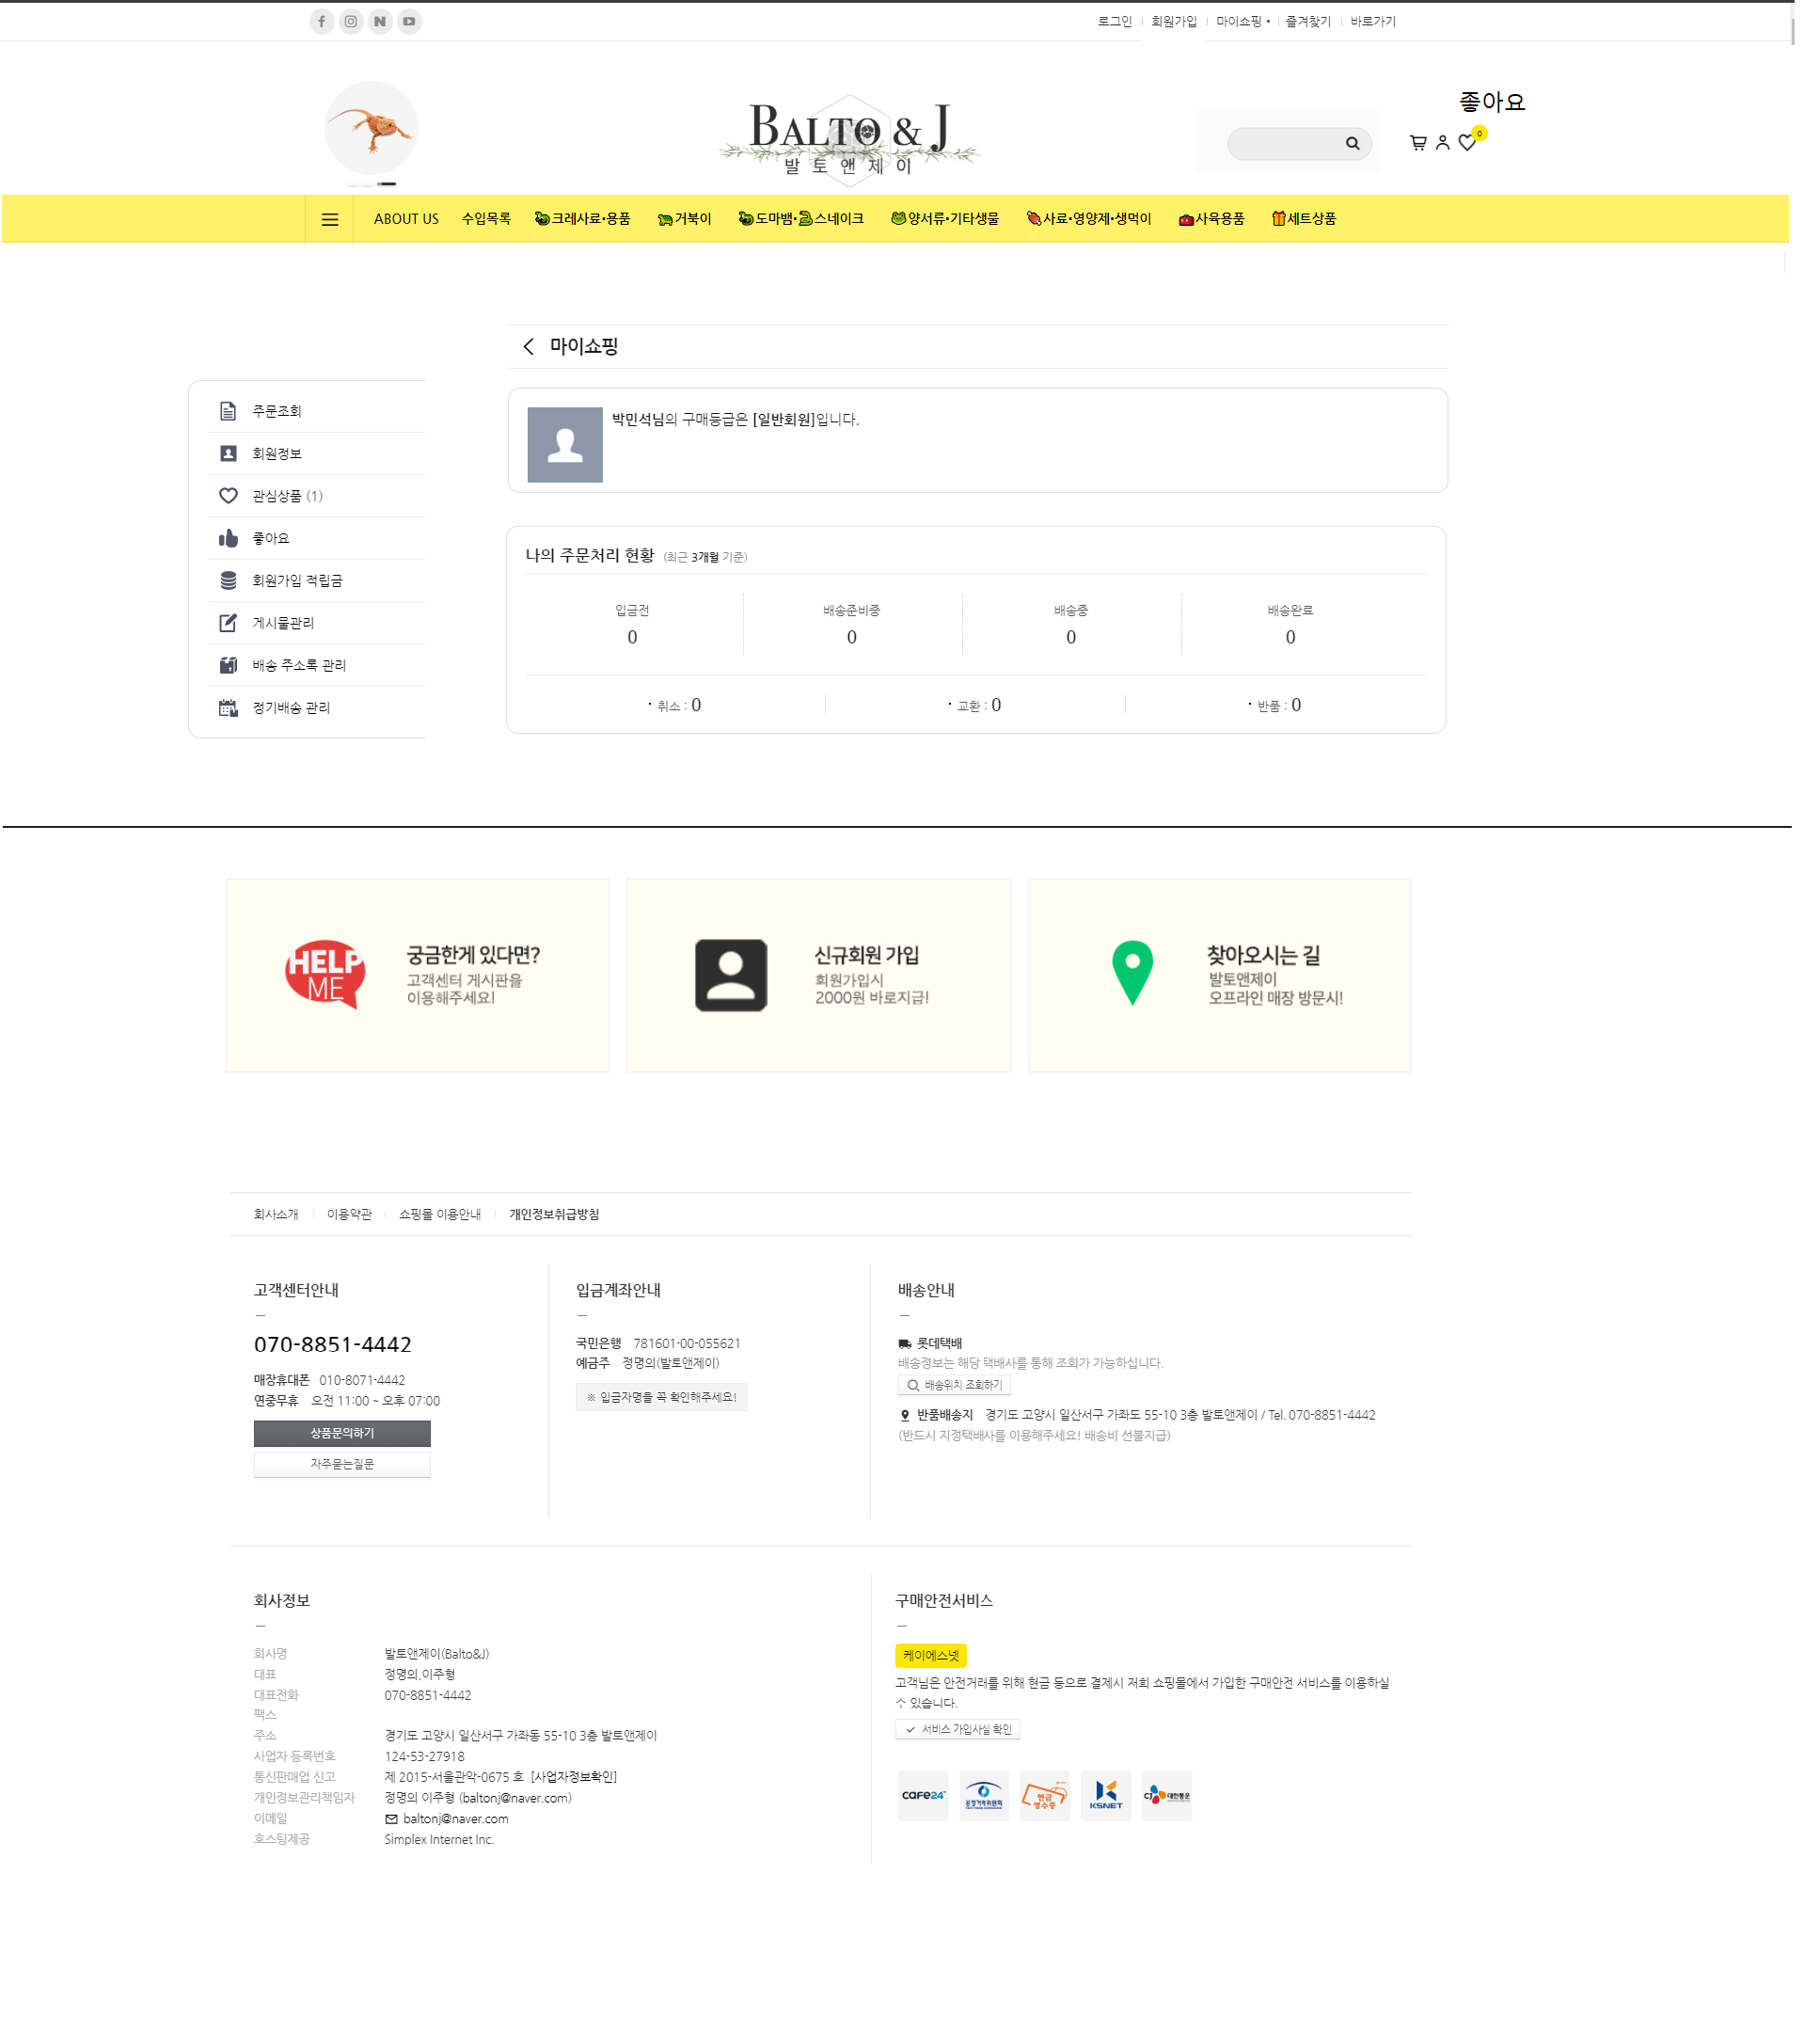 로그인 회원가입 마이쇼핑 • 즐겨찾기 바로가기
좋아요
BALTO & J
발토앤제이
0
ABOUT US 수입목록 크레사료•용품 거북이 도마뱀•스네이크 양서류•기타생물 사료•영양제•생먹이 사육용품 세트상품
마이쇼핑
주문조회
회원정보
관심상품 (1)
좋아요
회원가입 적립금
게시물관리
배송 주소록 관리
정기배송 관리
박민석님의 구매등급은 [일반회원]입니다.
나의 주문처리 현황 (최근 3개월 기준)
입금전 배송준비중 배송중 배송완료
0 0 0 0
· 취소 : 0 · 교환 : 0 · 반품 : 0
HELP
ME
궁금한게 있다면?
고객센터 게시판을
이용해주세요!
신규회원 가입
회원가입시
2000원 바로지급!
찾아오시는 길
발토앤제이
오프라인 매장 방문시!
회사소개 이용약관 쇼핑몰 이용안내 개인정보취급방침
고객센터안내
070-8851-4442
매장휴대폰 010-8071-4442
연중무휴 오전 11:00 ~ 오후 07:00
상품문의하기
자주묻는질문
입금계좌안내
국민은행 781601-00-055621
예금주 정명의(발토앤제이)
※ 입금자명을 꼭 확인해주세요!
배송안내
롯데택배
배송정보는 해당 택배사를 통해 조회가 가능하십니다.
배송위치 조회하기
반품배송지 경기도 고양시 일산서구 가좌도 55-10 3층 발토앤제이 / Tel. 070-8851-4442
(반드시 지정택배사를 이용해주세요! 배송비 선불지급)
회사정보
회사명 발토앤제이(Balto&J)
대표 정명의,이주형
대표전화 070-8851-4442
팩스
주소 경기도 고양시 일산서구 가좌동 55-10 3층 발토앤제이
사업자 등록번호 124-53-27918
통신판매업 신고 제 2015-서울관악-0675 호 [사업자정보확인]
개인정보관리책임자 정명의 이주형 (baltonj@naver.com)
이메일 baltonj@naver.com
호스팅제공 Simplex Internet Inc.
구매안전서비스
케이에스넷
고객님은 안전거래를 위해 현금 등으로 결제시 저희 쇼핑몰에서 가입한 구매안전 서비스를 이용하실
수 있습니다.
서비스 가입사실 확인
cafe24
공정거래위원회
현금
영수증
KSNET
CJ 대한통운